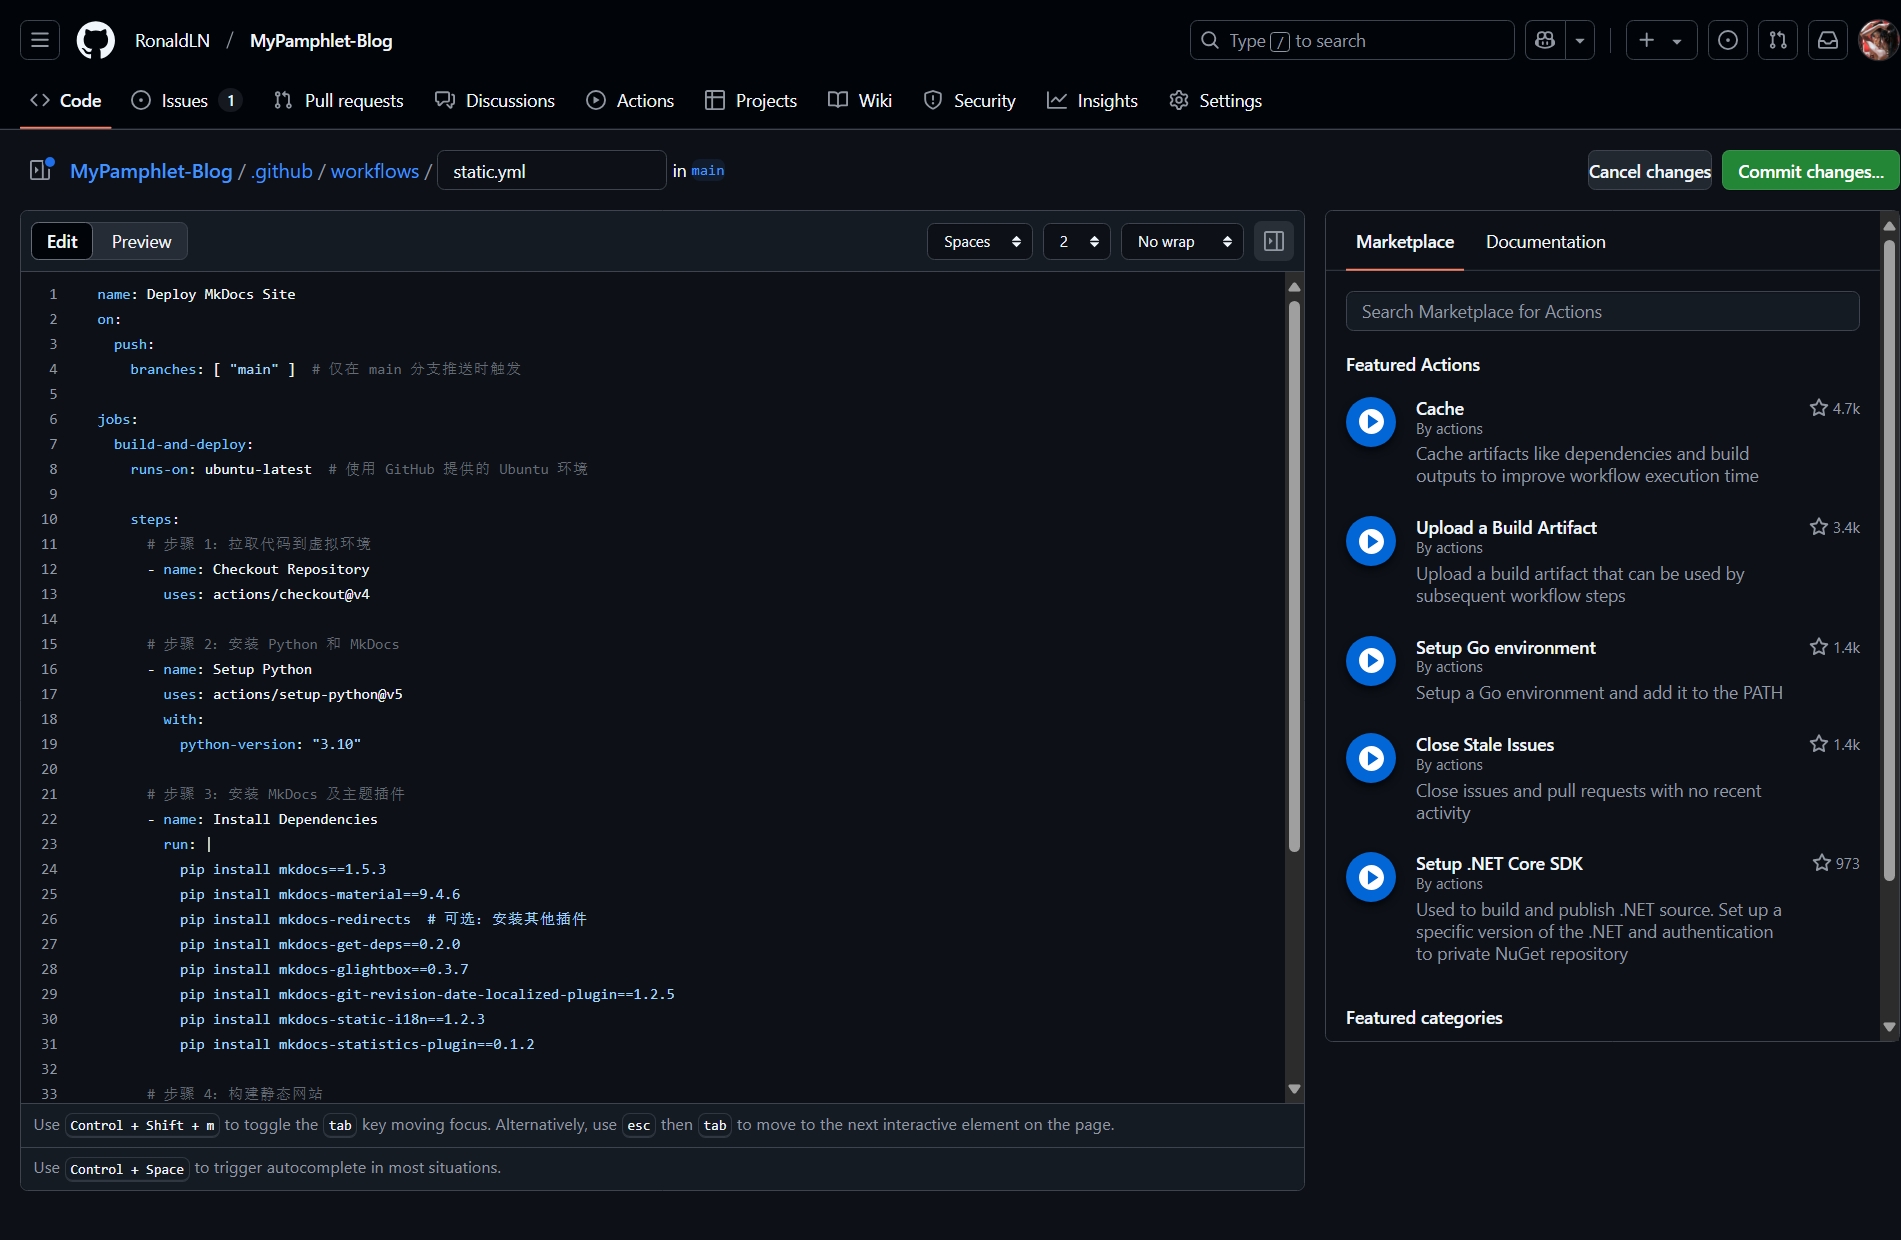 RonaldLN / MyPamphlet-Blog
Type / to search
Code
Issues 1
Pull requests
Discussions
Actions
Projects
Wiki
Security
Insights
Settings
MyPamphlet-Blog / .github / workflows / static.yml in main
Cancel changes
Commit changes...
Edit
Preview
Spaces
2
No wrap
1 name: Deploy MkDocs Site
2 on:
3 push:
4 branches: [ "main" ] # 仅在 main 分支推送时触发
5
6 jobs:
7 build-and-deploy:
8 runs-on: ubuntu-latest # 使用 GitHub 提供的 Ubuntu 环境
9
10 steps:
11 # 步骤 1：拉取代码到虚拟环境
12 - name: Checkout Repository
13 uses: actions/checkout@v4
14
15 # 步骤 2：安装 Python 和 MkDocs
16 - name: Setup Python
17 uses: actions/setup-python@v5
18 with:
19 python-version: "3.10"
20
21 # 步骤 3：安装 MkDocs 及主题插件
22 - name: Install Dependencies
23 run: |
24 pip install mkdocs==1.5.3
25 pip install mkdocs-material==9.4.6
26 pip install mkdocs-redirects # 可选：安装其他插件
27 pip install mkdocs-get-deps==0.2.0
28 pip install mkdocs-glightbox==0.3.7
29 pip install mkdocs-git-revision-date-localized-plugin==1.2.5
30 pip install mkdocs-static-i18n==1.2.3
31 pip install mkdocs-statistics-plugin==0.1.2
32
33 # 步骤 4：构建静态网站
Use Control + Shift + m to toggle the tab key moving focus. Alternatively, use esc then tab to move to the next interactive element on the page.
Use Control + Space to trigger autocomplete in most situations.
Marketplace
Documentation
Search Marketplace for Actions
Featured Actions
Cache 4.7k
By actions
Cache artifacts like dependencies and build
outputs to improve workflow execution time
Upload a Build Artifact 3.4k
By actions
Upload a build artifact that can be used by
subsequent workflow steps
Setup Go environment 1.4k
By actions
Setup a Go environment and add it to the PATH
Close Stale Issues 1.4k
By actions
Close issues and pull requests with no recent
activity
Setup .NET Core SDK 973
By actions
Used to build and publish .NET source. Set up a
specific version of the .NET and authentication
to private NuGet repository
Featured categories